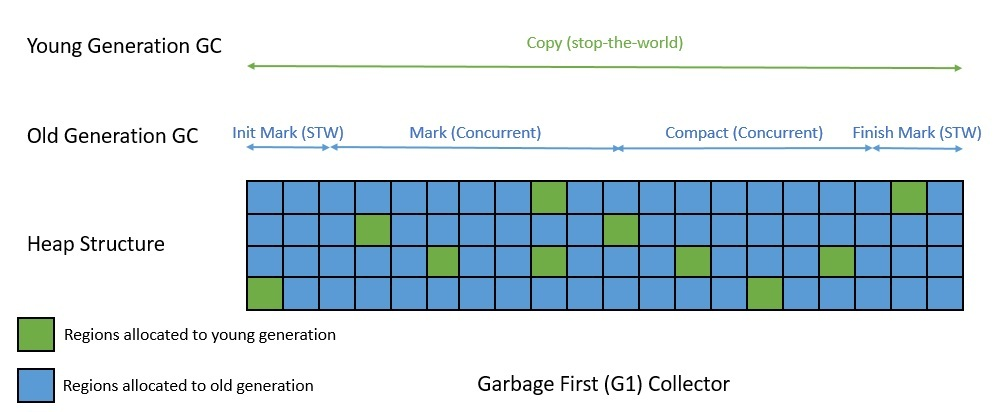 Young Generation GC
Copy (stop-the-world)
Old Generation GC
Init Mark (STW)
Mark (Concurrent)
Compact (Concurrent)
Finish Mark (STW)
Heap Structure
Regions allocated to young generation
Regions allocated to old generation
Garbage First (G1) Collector